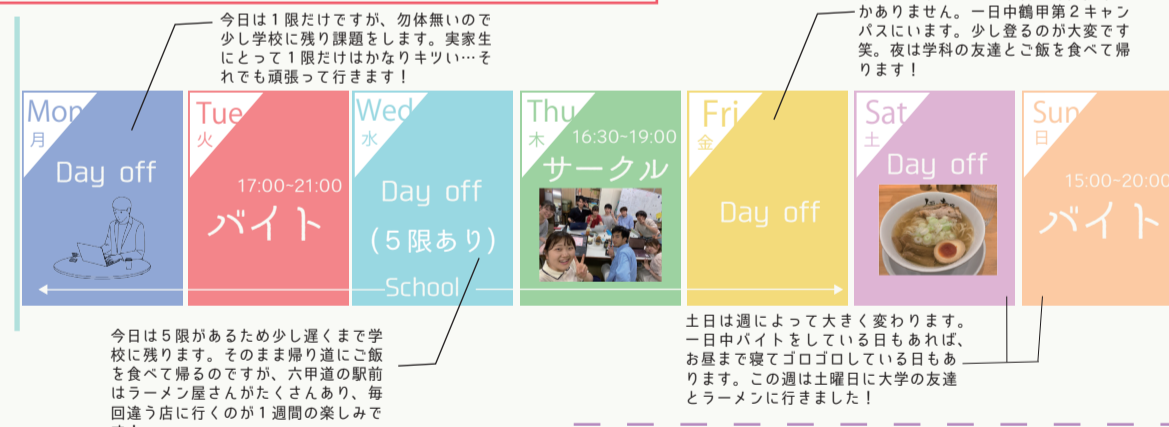 今日は１限だけですが、勿体無いので
少し学校に残り課題をします。実家生
にとって１限だけはかなりキツい…そ
れでも頑張って行きます！
かありません。一日中鶴甲第２キャン
パスにいます。少し登るのが大変です
笑。夜は学科の友達とご飯を食べて帰
ります！
Mon
月
Day off
Tue
火
17:00~21:00
バイト
Wed
水
Day off
(５限あり)
School
Thu
木
16:30~19:00
サークル
Fri
金
Day off
Sat
土
Day off
Sun
日
15:00~20:00
バイト
今日は５限があるため少し遅くまで学
校に残ります。そのまま帰り道にご飯
を食べて帰るのですが、六甲道の駅前
はラーメン屋さんがたくさんあり、毎
回違う店に行くのが１週間の楽しみで
土日は週によって大きく変わります。
一日中バイトをしている日もあれば、
お昼まで寝てゴロゴロしている日もあ
ります。この週は土曜日に大学の友達
とラーメンに行きました！